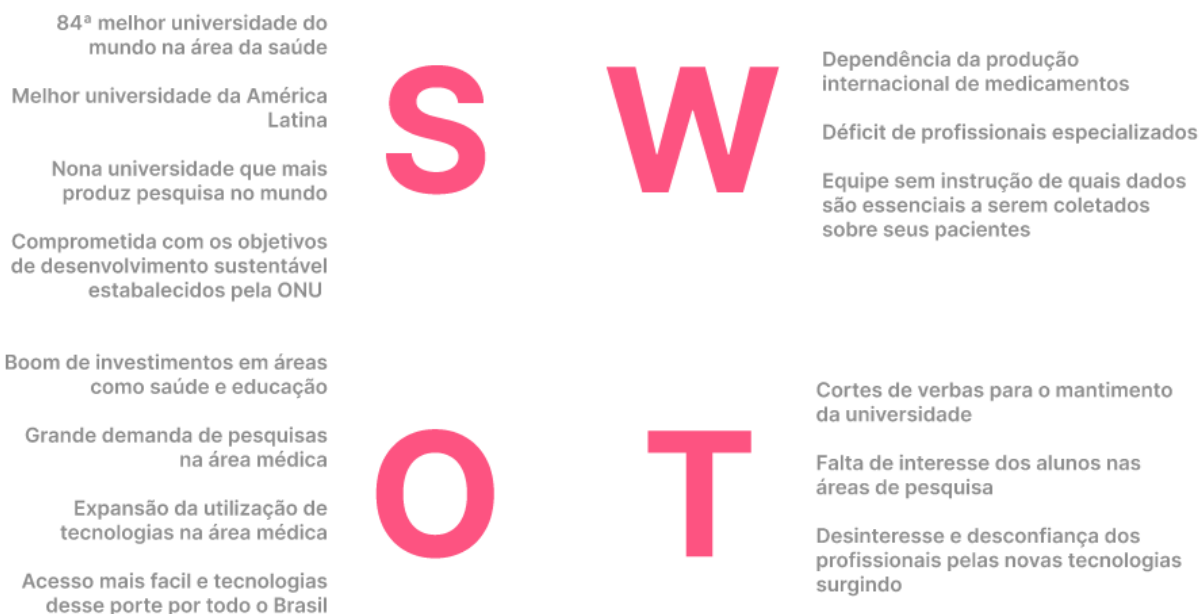 84ª melhor universidade do
mundo na área da saúde
Melhor universidade da América
Latina
Nona universidade que mais
produz pesquisa no mundo
Comprometida com os objetivos
de desenvolvimento sustentável
estabalecidos pela ONU
S
W
Dependência da produção
internacional de medicamentos
Déficit de profissionais especializados
Equipe sem instrução de quais dados
são essenciais a serem coletados
sobre seus pacientes
Boom de investimentos em áreas
como saúde e educação
Grande demanda de pesquisas
na área médica
Expansão da utilização de
tecnologias na área médica
Acesso mais facil e tecnologias
desse porte por todo o Brasil
O
T
Cortes de verbas para o mantimento
da universidade
Falta de interesse dos alunos nas
áreas de pesquisa
Desinteresse e desconfiança dos
profissionais pelas novas tecnologias
surgindo